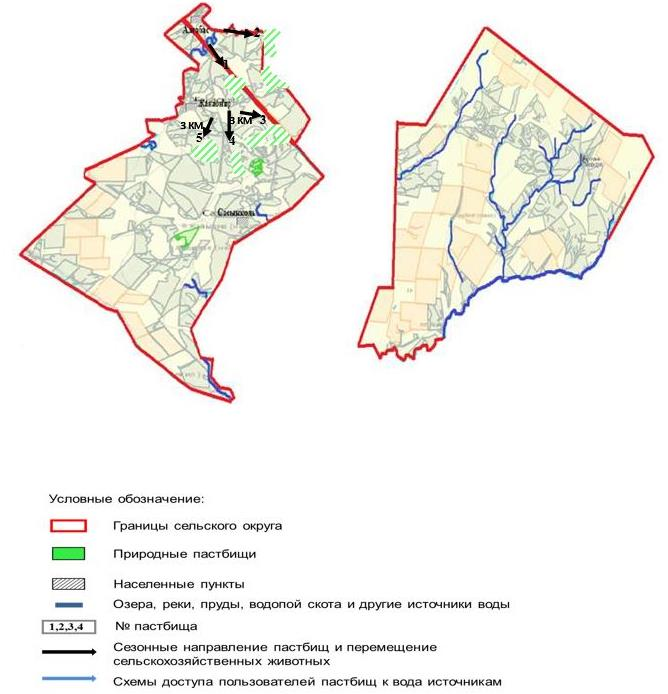 2
1
3 км
3 км
3
5
4
Сарыколь
Условные обозначение:
Границы сельского округа
Природные пастбищи
Населенные пункты
Озера, реки, пруды, водопой скота и другие источники воды
1,2,3,4
№ пастбища
Сезонные направление пастбищ и перемещение
сельскохозяйственных животных
Схемы доступа пользователей пастбищ к вода источникам